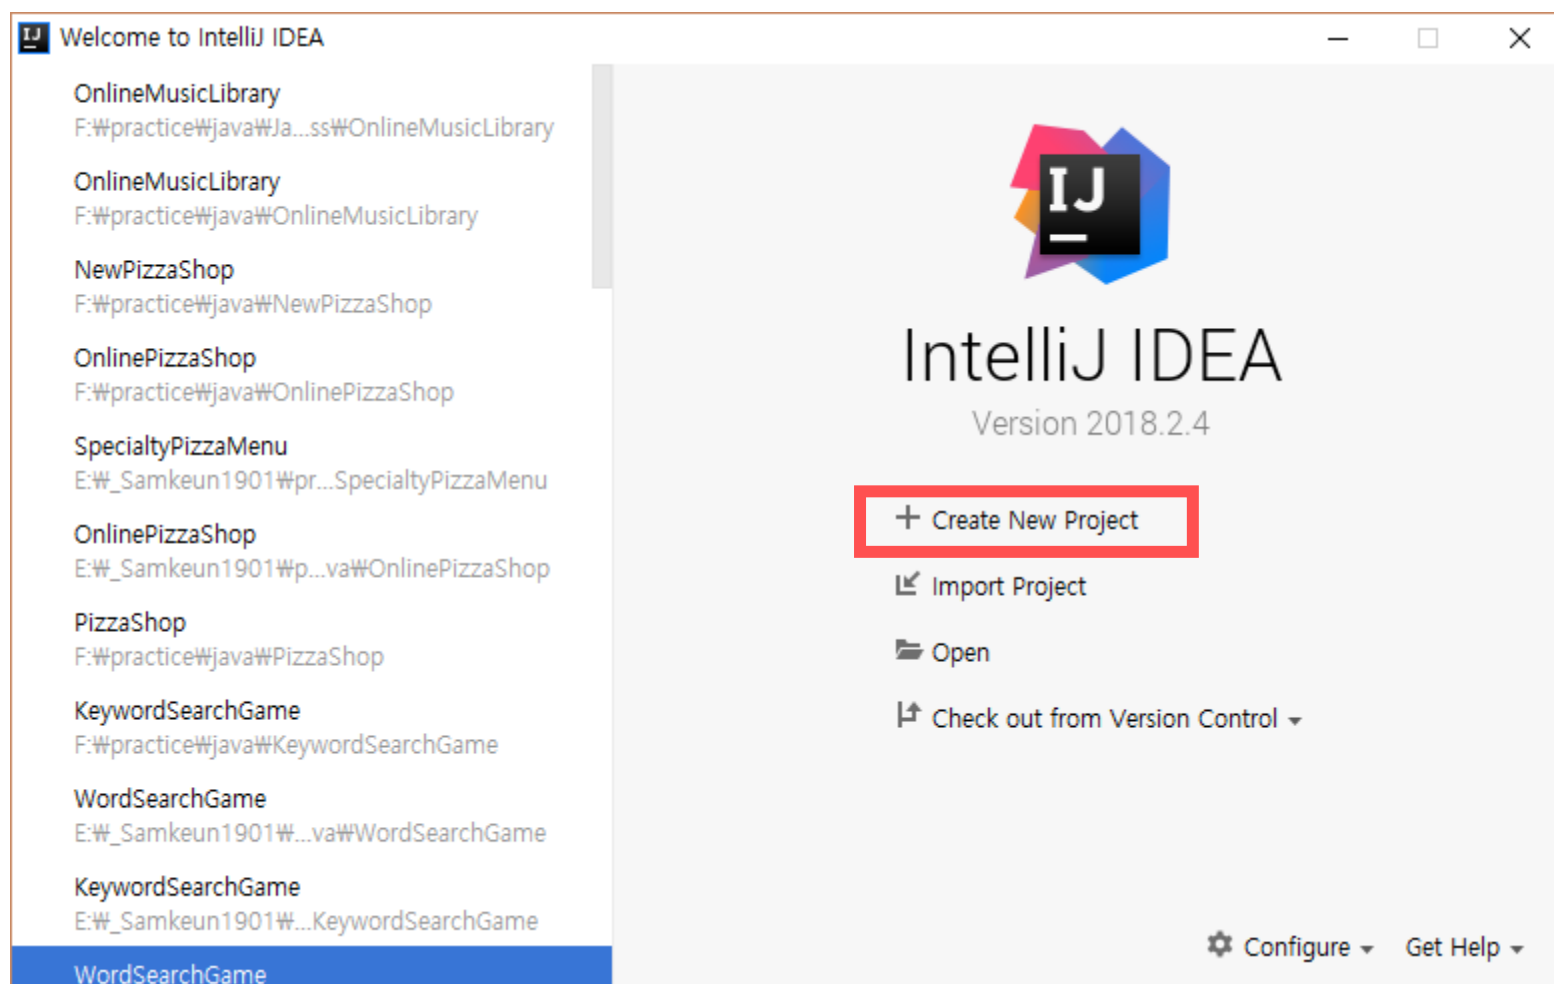 Welcome to IntelliJ IDEA
OnlineMusicLibrary
F:₩practice₩java₩Ja...ss₩OnlineMusicLibrary
OnlineMusicLibrary
F:₩practice₩java₩OnlineMusicLibrary
NewPizzaShop
F:₩practice₩java₩NewPizzaShop
OnlinePizzaShop
F:₩practice₩java₩OnlinePizzaShop
SpecialtyPizzaMenu
E:₩_Samkeun1901₩pr...SpecialtyPizzaMenu
OnlinePizzaShop
E:₩_Samkeun1901₩p...va₩OnlinePizzaShop
PizzaShop
F:₩practice₩java₩PizzaShop
KeywordSearchGame
F:₩practice₩java₩KeywordSearchGame
WordSearchGame
E:₩_Samkeun1901₩...va₩WordSearchGame
KeywordSearchGame
E:₩_Samkeun1901₩...KeywordSearchGame
WordSearchGame
IJ
IntelliJ IDEA
Version 2018.2.4
Create New Project
Import Project
Open
Check out from Version Control
Configure
Get Help